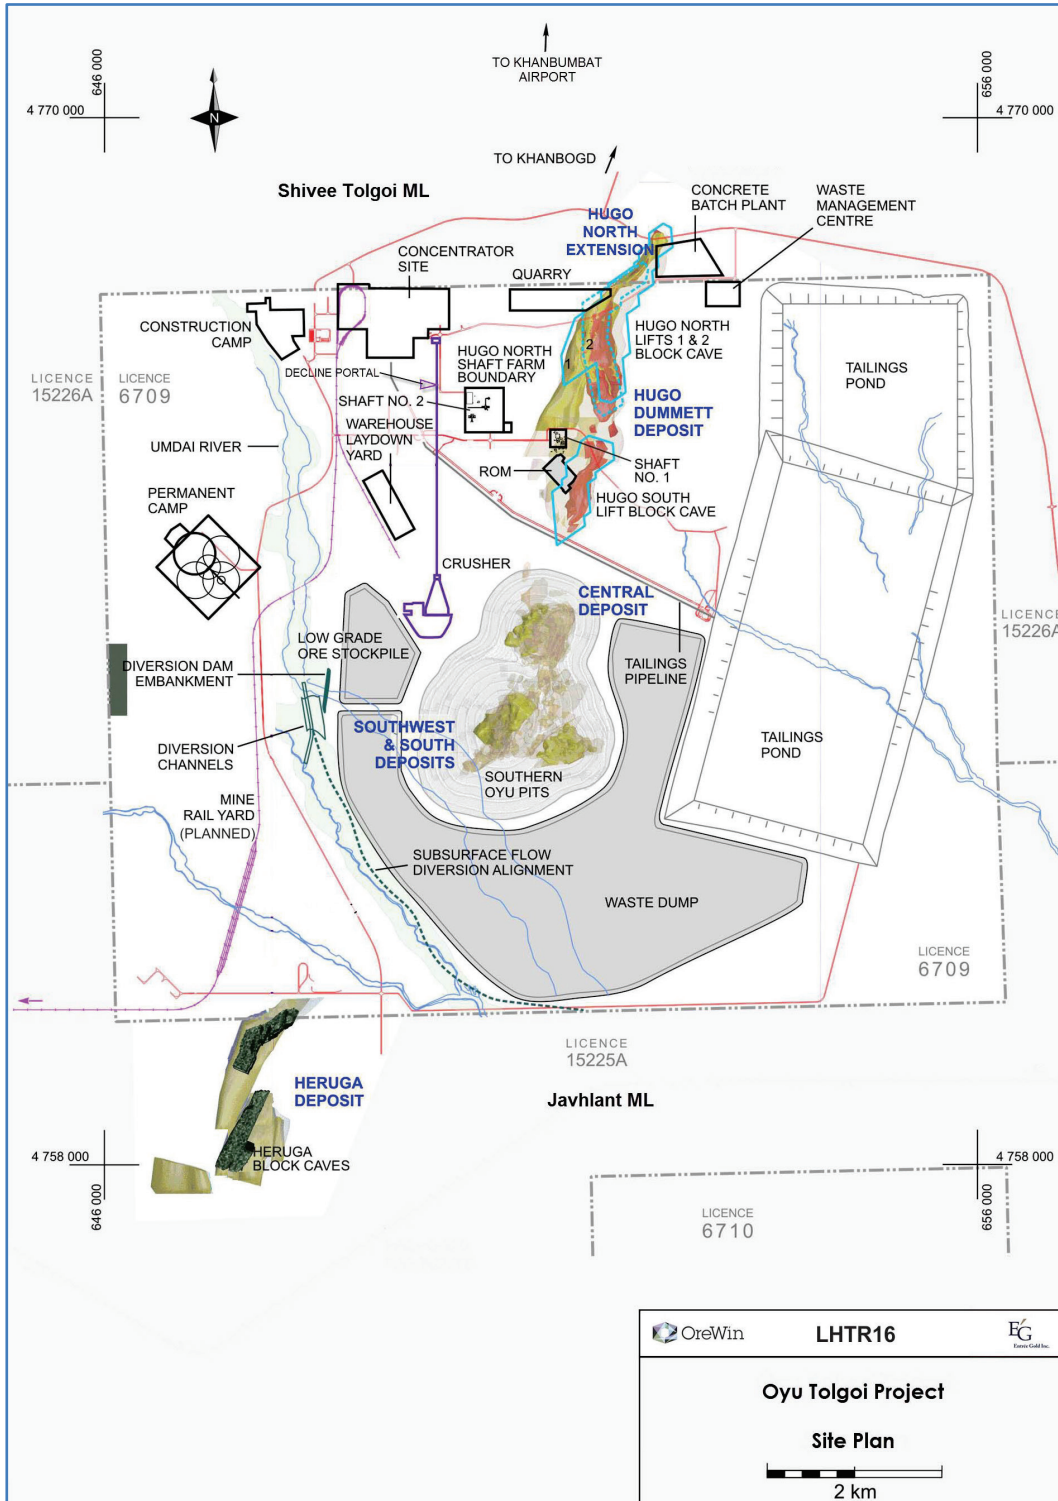 TO KHANBUMBAT
AIRPORT
646 000
656 000
4 770 000
4 770 000
N
TO KHANBOGD
Shivee Tolgoi ML
HUGO
NORTH
EXTENSION
CONCRETE
BATCH PLANT
WASTE
MANAGEMENT
CENTRE
CONCENTRATOR
SITE
QUARRY
CONSTRUCTION
CAMP
HUGO NORTH
LIFTS 1 & 2
BLOCK CAVE
2
1
HUGO NORTH
SHAFT FARM
BOUNDARY
TAILINGS
POND
LICENCE
15226A
LICENCE
6709
DECLINE PORTAL
SHAFT NO. 2
HUGO
DUMMETT
DEPOSIT
WAREHOUSE
LAYDOWN
YARD
UMDAI RIVER
ROM
SHAFT
NO. 1
PERMANENT
CAMP
HUGO SOUTH
LIFT BLOCK CAVE
CRUSHER
CENTRAL
DEPOSIT
LICENCE
15226A
LOW GRADE
ORE STOCKPILE
DIVERSION DAM
EMBANKMENT
TAILINGS
PIPELINE
SOUTHWEST
& SOUTH
DEPOSITS
TAILINGS
POND
DIVERSION
CHANNELS
SOUTHERN
OYU PITS
MINE
RAIL YARD
(PLANNED)
SUBSURFACE FLOW
DIVERSION ALIGNMENT
WASTE DUMP
LICENCE
6709
LICENCE
15225A
HERUGA
DEPOSIT
Javhlant ML
HERUGA
BLOCK CAVES
4 758 000
4 758 000
646 000
656 000
LICENCE
6710
OreWin
LHTR16
EG
Entrée Gold Inc.
Oyu Tolgoi Project
Site Plan
2 km